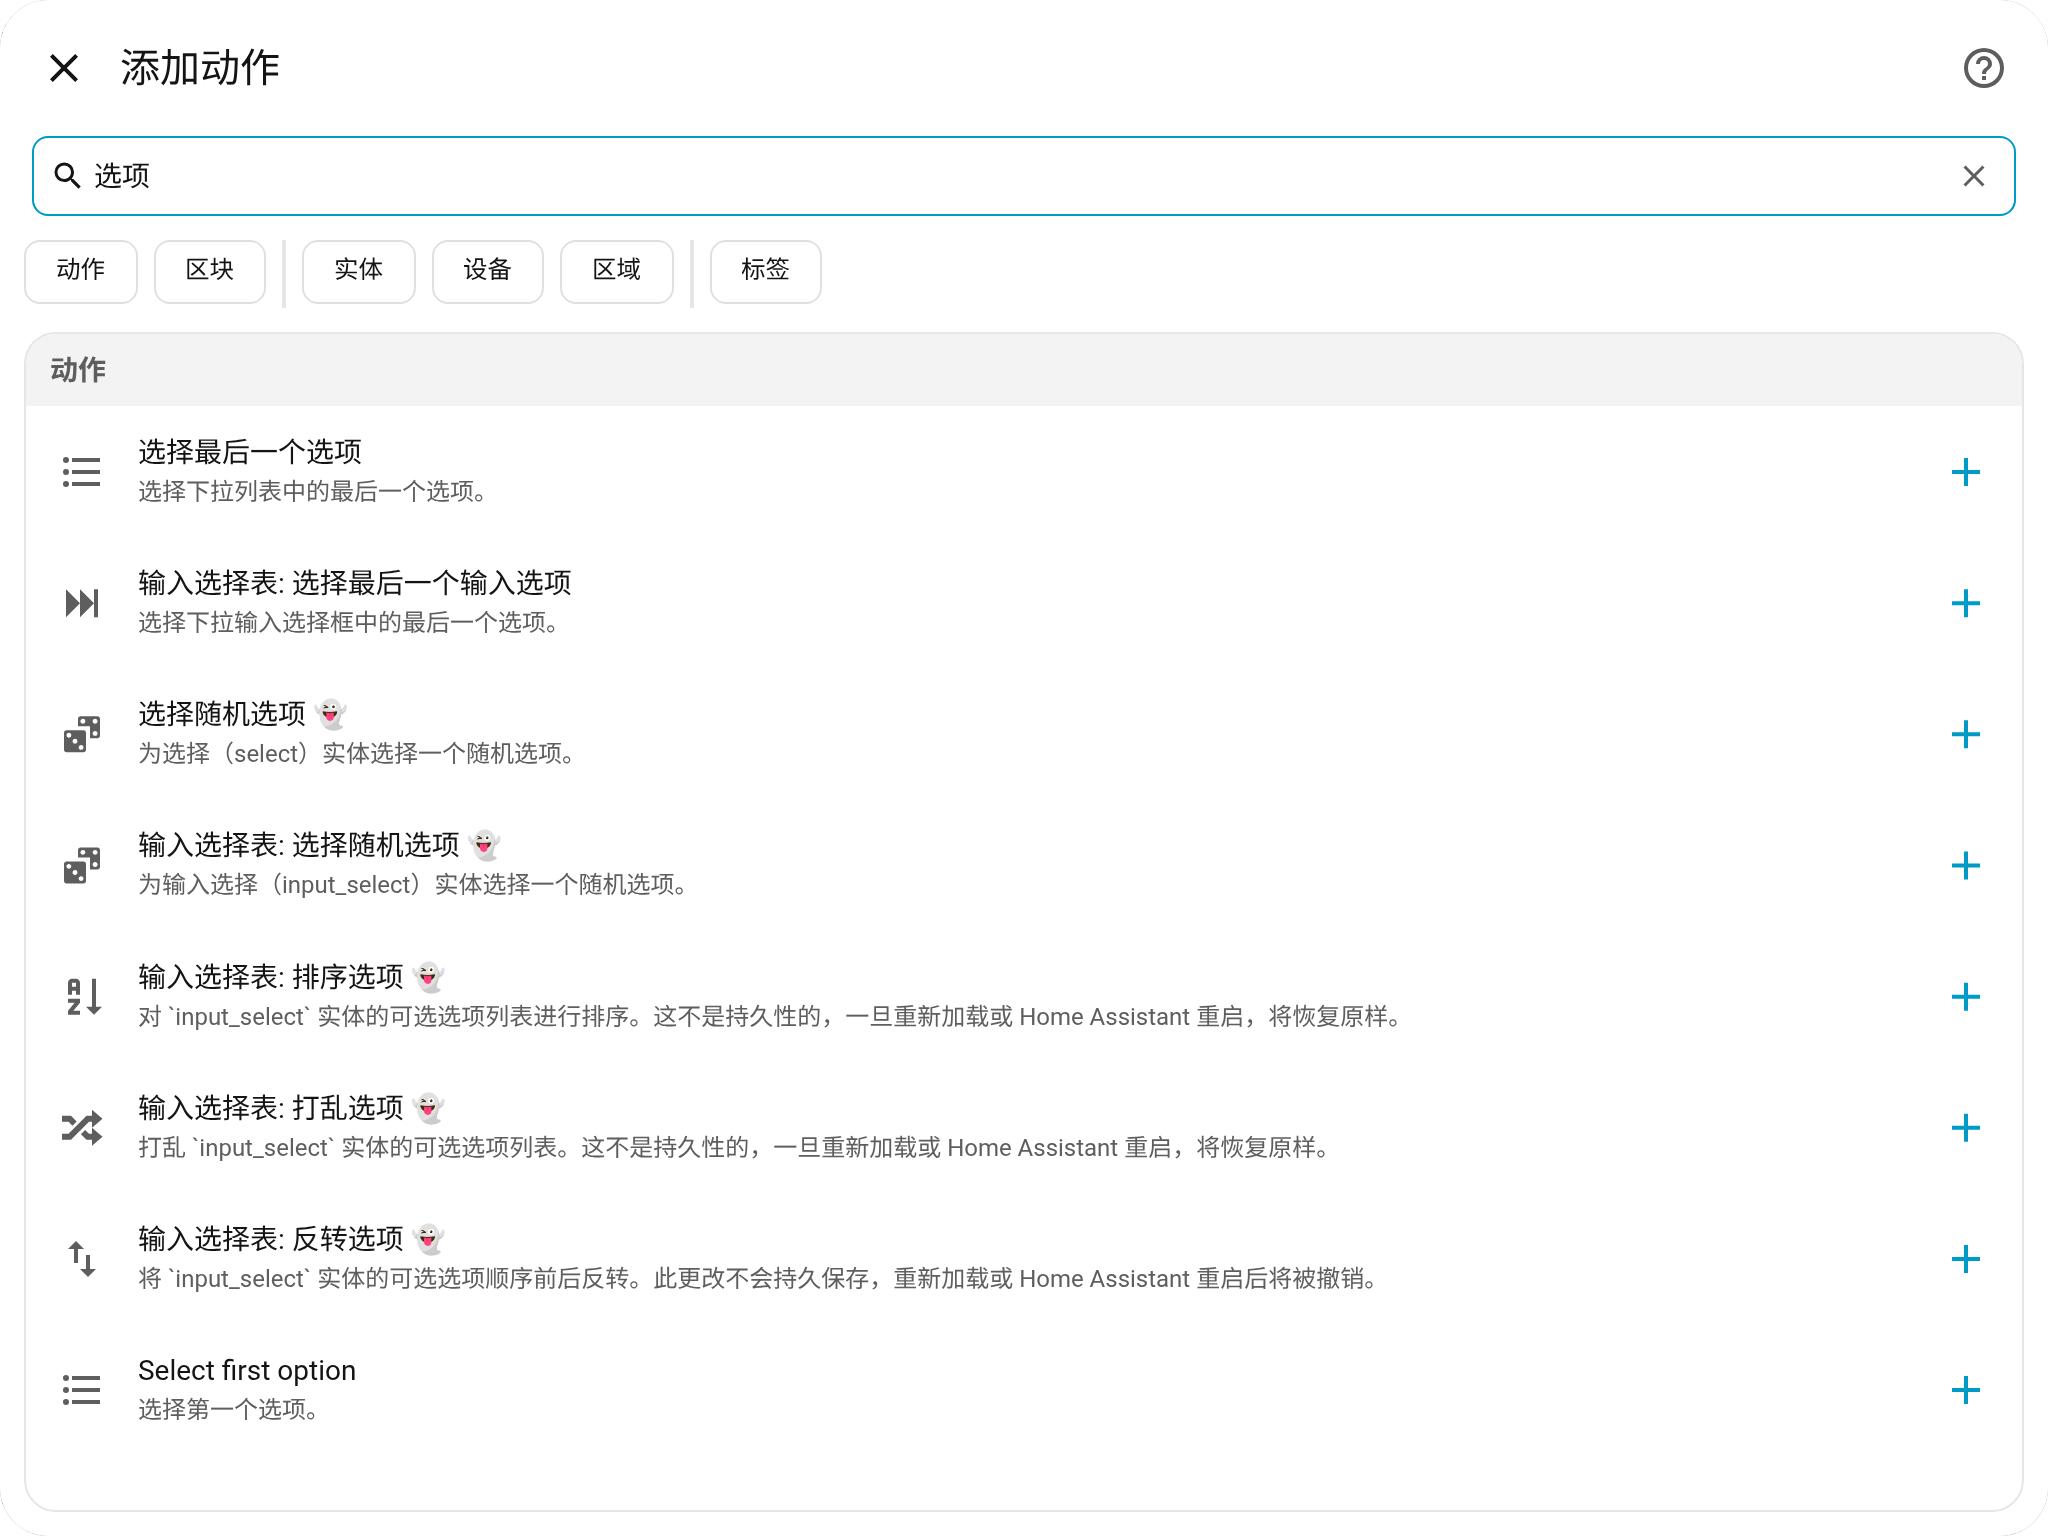 添加动作
选项
动作 区块 实体 设备 区域 标签
动作
选择最后一个选项
选择下拉列表中的最后一个选项。
输入选择表: 选择最后一个输入选项
选择下拉输入选择框中的最后一个选项。
选择随机选项 👻
为选择（select）实体选择一个随机选项。
输入选择表: 选择随机选项 👻
为输入选择（input_select）实体选择一个随机选项。
输入选择表: 排序选项 👻
对 `input_select` 实体的可选选项列表进行排序。这不是持久性的，一旦重新加载或 Home Assistant 重启，将恢复原样。
输入选择表: 打乱选项 👻
打乱 `input_select` 实体的可选选项列表。这不是持久性的，一旦重新加载或 Home Assistant 重启，将恢复原样。
输入选择表: 反转选项 👻
将 `input_select` 实体的可选选项顺序前后反转。此更改不会持久保存，重新加载或 Home Assistant 重启后将被撤销。
Select first option
选择第一个选项。